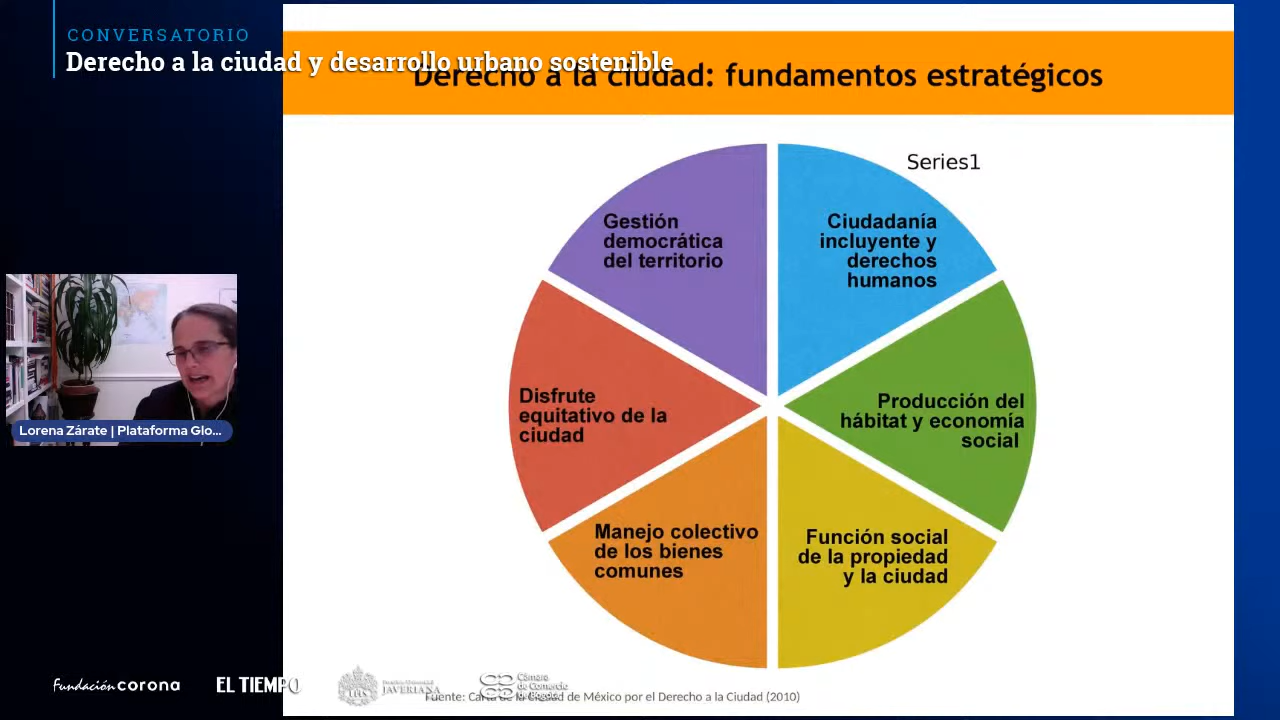 CONVERSATORIO
Derecho a la ciudad y desarrollo urbano sostenible
Derecho a la ciudad: fundamentos estratégicos
Series1
Gestión
democrática
del territorio
Ciudadanía
incluyente y
derechos
humanos
Disfrute
equitativo de la
ciudad
Producción del
hábitat y economía
social
Manejo colectivo
de los bienes
comunes
Función social
de la propiedad
y la ciudad
Lorena Zárate | Plataforma Glo...
Fundación corona
EL TIEMPO
JAVERIANA
Cámara
de Comercio
Fuente: Carta de la Ciudad de México por el Derecho a la Ciudad (2010)